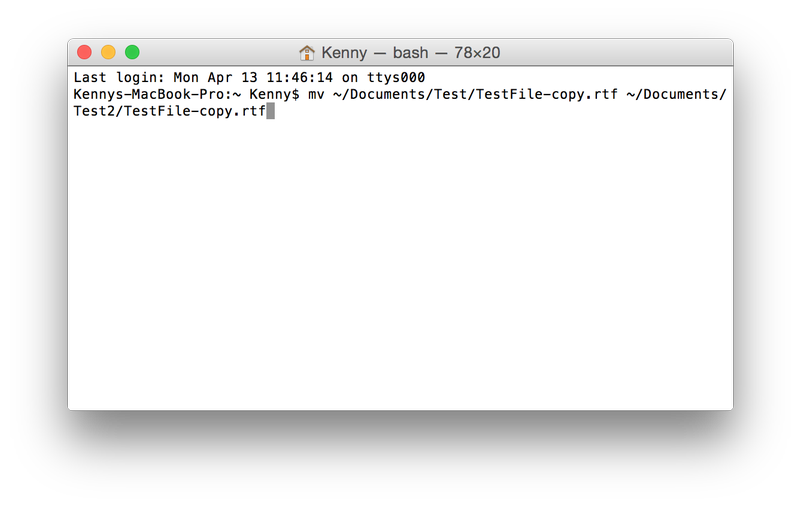 Kenny — bash — 78×20
Last login: Mon Apr 13 11:46:14 on ttys000
Kennys-MacBook-Pro:~ Kenny$ mv ~/Documents/Test/TestFile-copy.rtf ~/Documents/
Test2/TestFile-copy.rtf